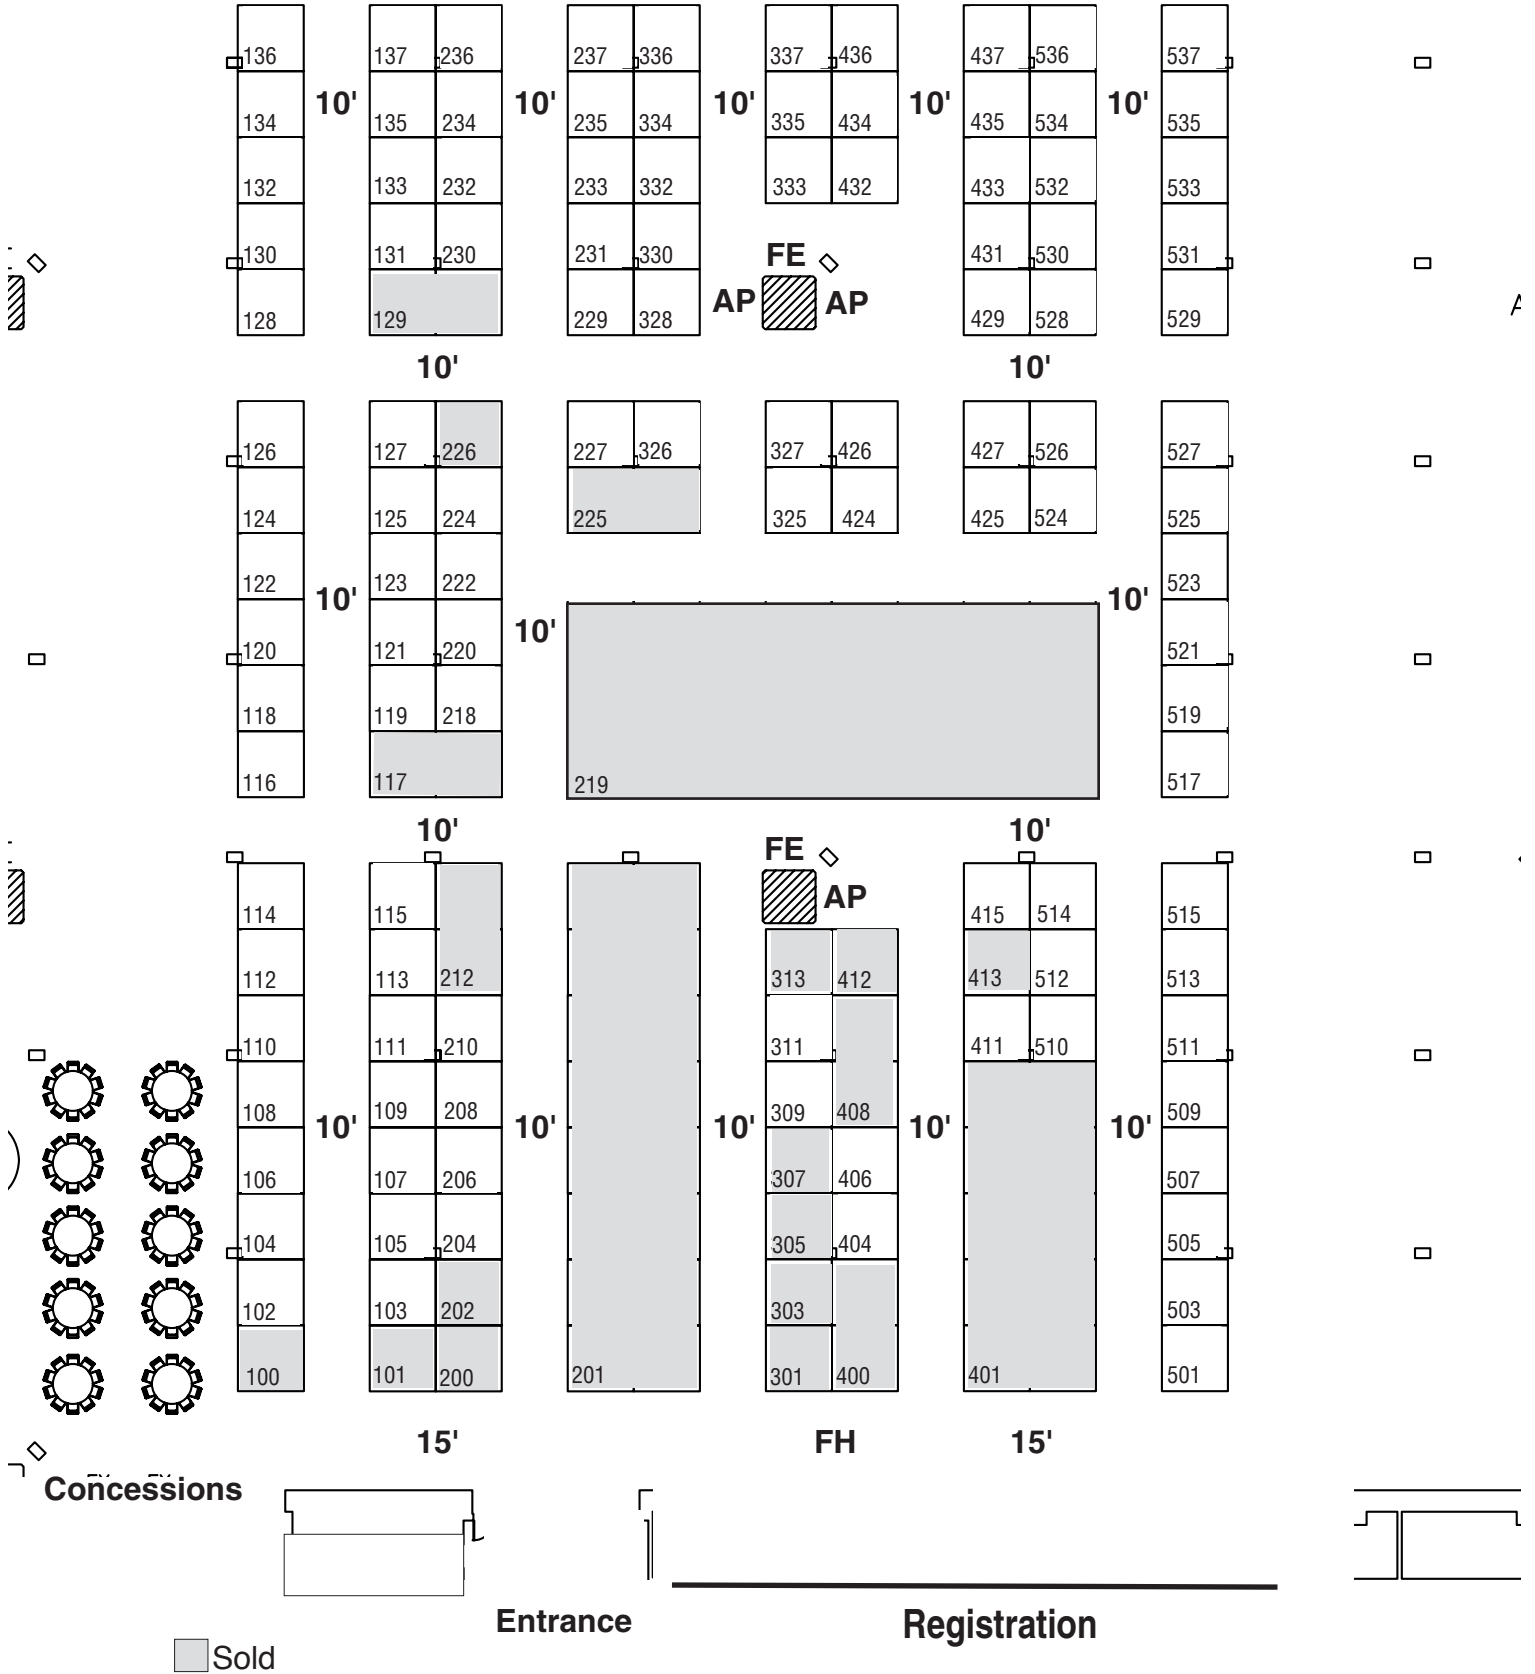 136 137 236 237 336 337 436 437 536 537
10' 10' 10' 10' 10'
134 135 234 235 334 335 434 435 534 535
132 133 232 233 332 333 432 433 532 533
130 131 230 231 330 FE 431 530 531
AP AP
128 129 229 328 429 528 529
10' 10'
126 127 226 227 326 327 426 427 526 527
124 125 224 225 325 424 425 524 525
122 123 222 523
10' 10' 10'
120 121 220 521
118 119 218 519
116 117 219 517
10' 10'
FE
AP
114 115 415 514 515
112 113 212 313 412 413 512 513
110 111 210 311 411 510 511
108 109 208 309 408 509
10' 10' 10' 10' 10'
106 107 206 307 406 507
104 105 204 305 404 505
102 103 202 303 503
100 101 200 201 301 400 401 501
15' FH 15'
Concessions
Entrance Registration
Sold